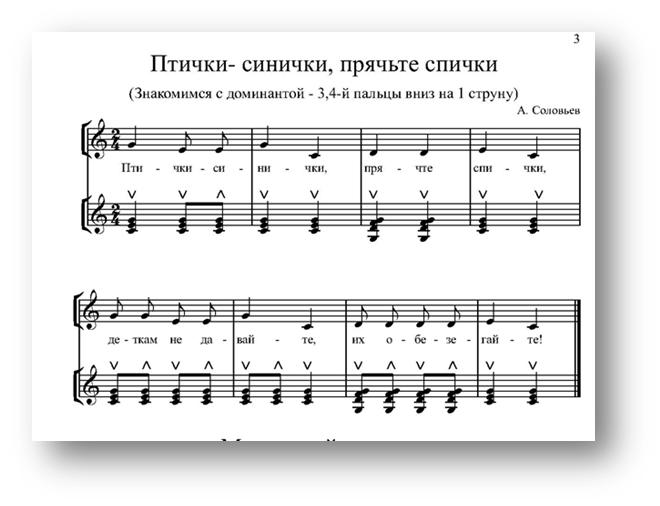 3
Птички- синички, прячьте спички
(Знакомимся с доминантой - 3,4-й пальцы вниз на 1 струну)
А. Соловьев
Пти - чки - си - ни - чки, пря - чте спи - чки,
де - ткам не да - вай - те, их о - бе - зе - гай - те!